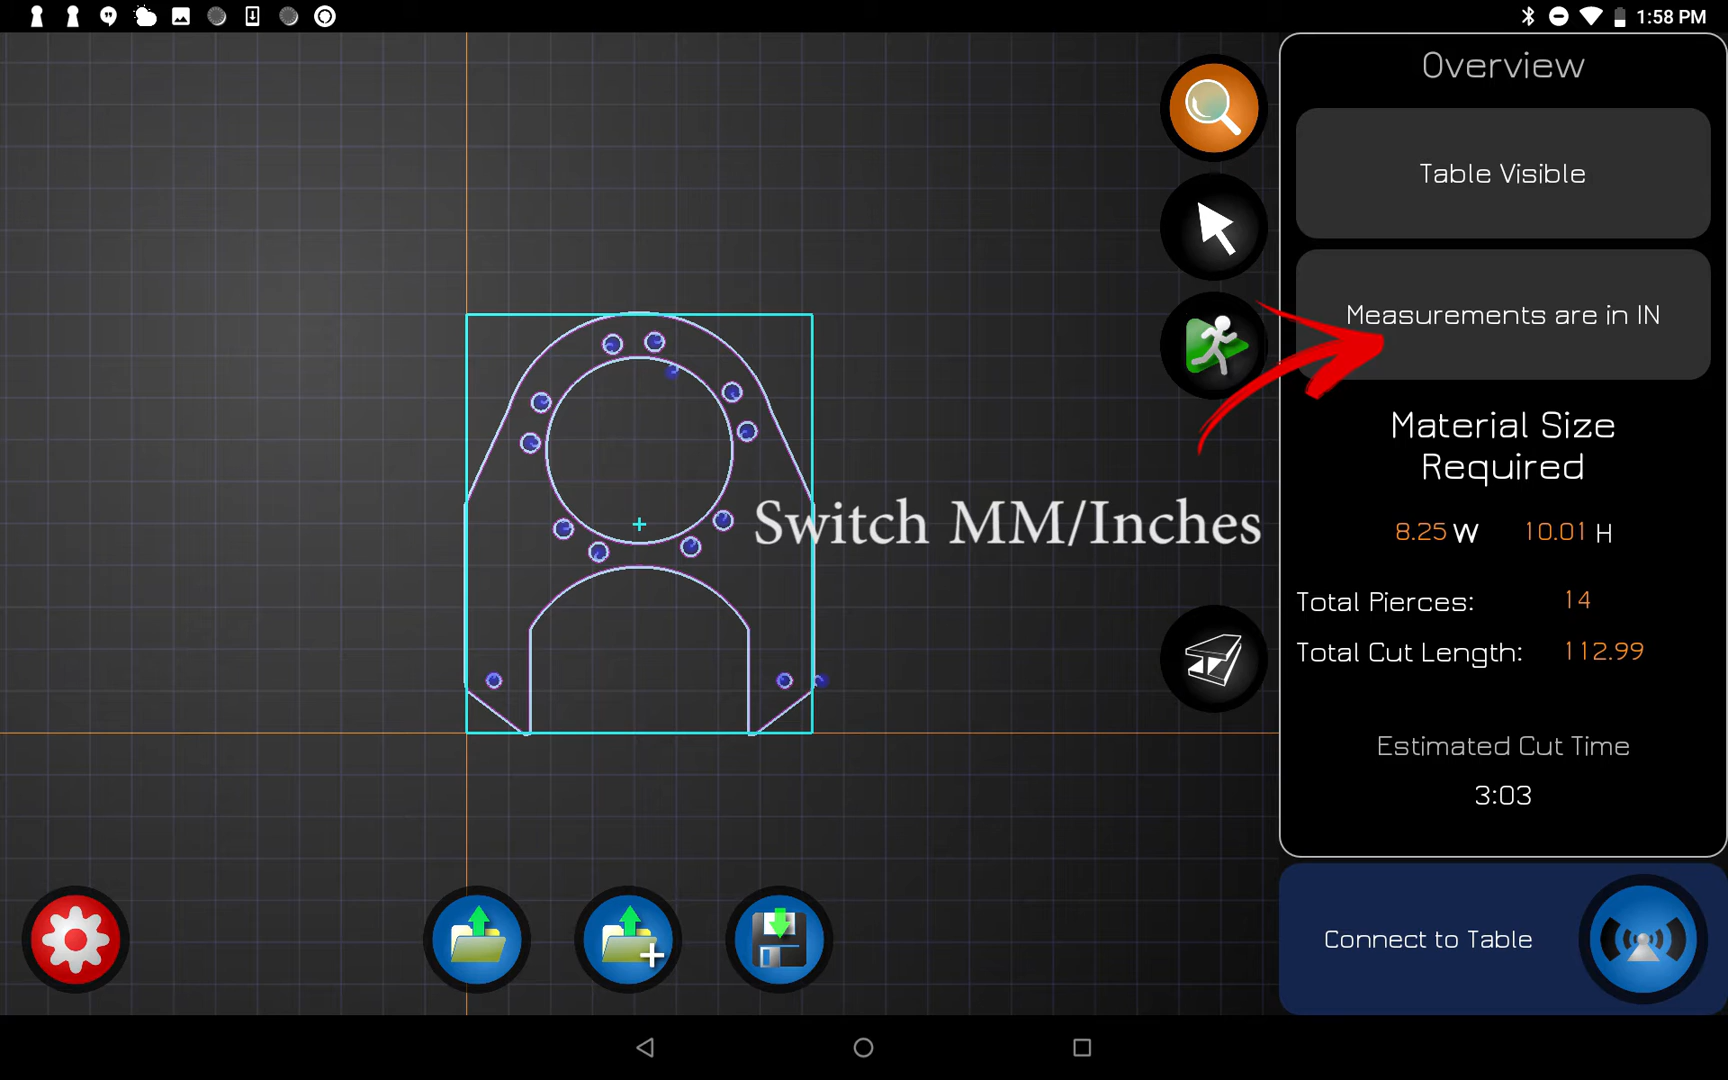 1:58 PM
Overview
Table Visible
Measurements are in IN
Material Size
Required
8.25 W 10.01 H
Switch MM/Inches
Total Pierces: 14
Total Cut Length: 112.99
Estimated Cut Time
3:03
Connect to Table